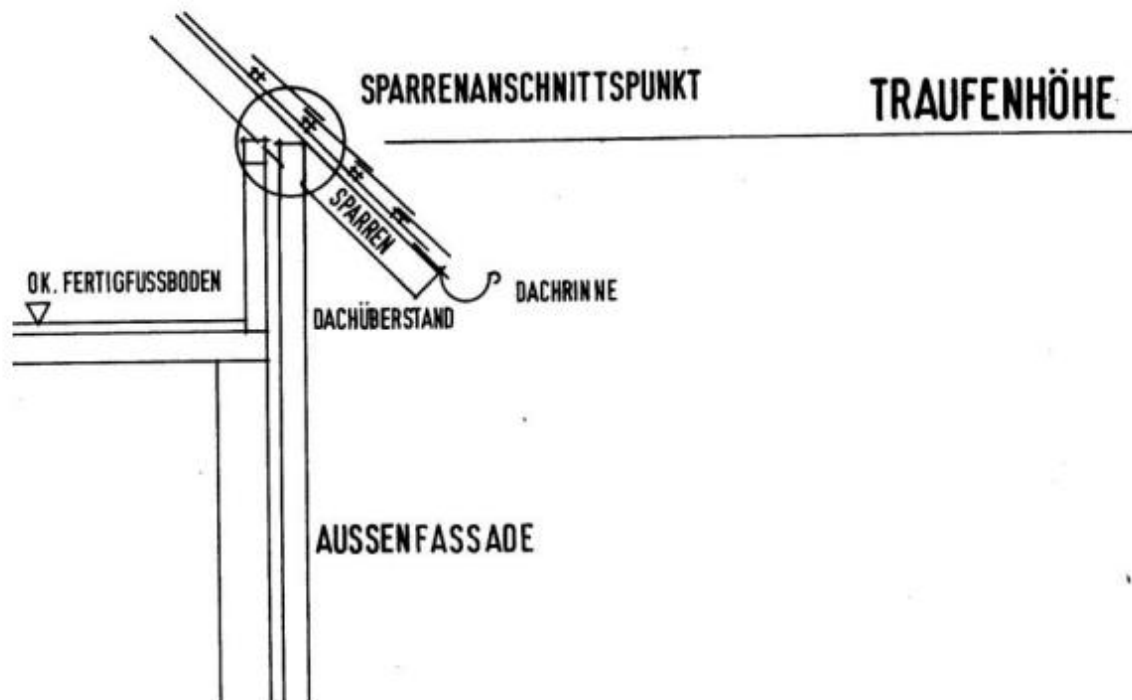 SPARRENANSCHNITTSPUNKT
TRAUFENHÖHE
SPARREN
OK. FERTIGFUSSBODEN
DACHRINNE
DACHÜBERSTAND
AUSSENFASSADE